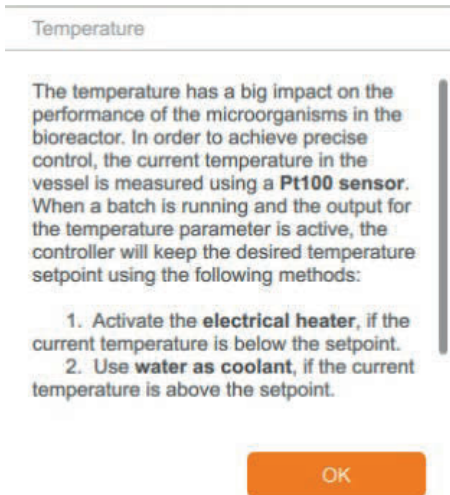 Temperature
The temperature has a big impact on the
performance of the microorganisms in the
bioreactor. In order to achieve precise
control, the current temperature in the
vessel is measured using a Pt100 sensor.
When a batch is running and the output for
the temperature parameter is active, the
controller will keep the desired temperature
setpoint using the following methods:
1. Activate the electrical heater, if the
current temperature is below the setpoint.
2. Use water as coolant, if the current
temperature is above the setpoint.
OK